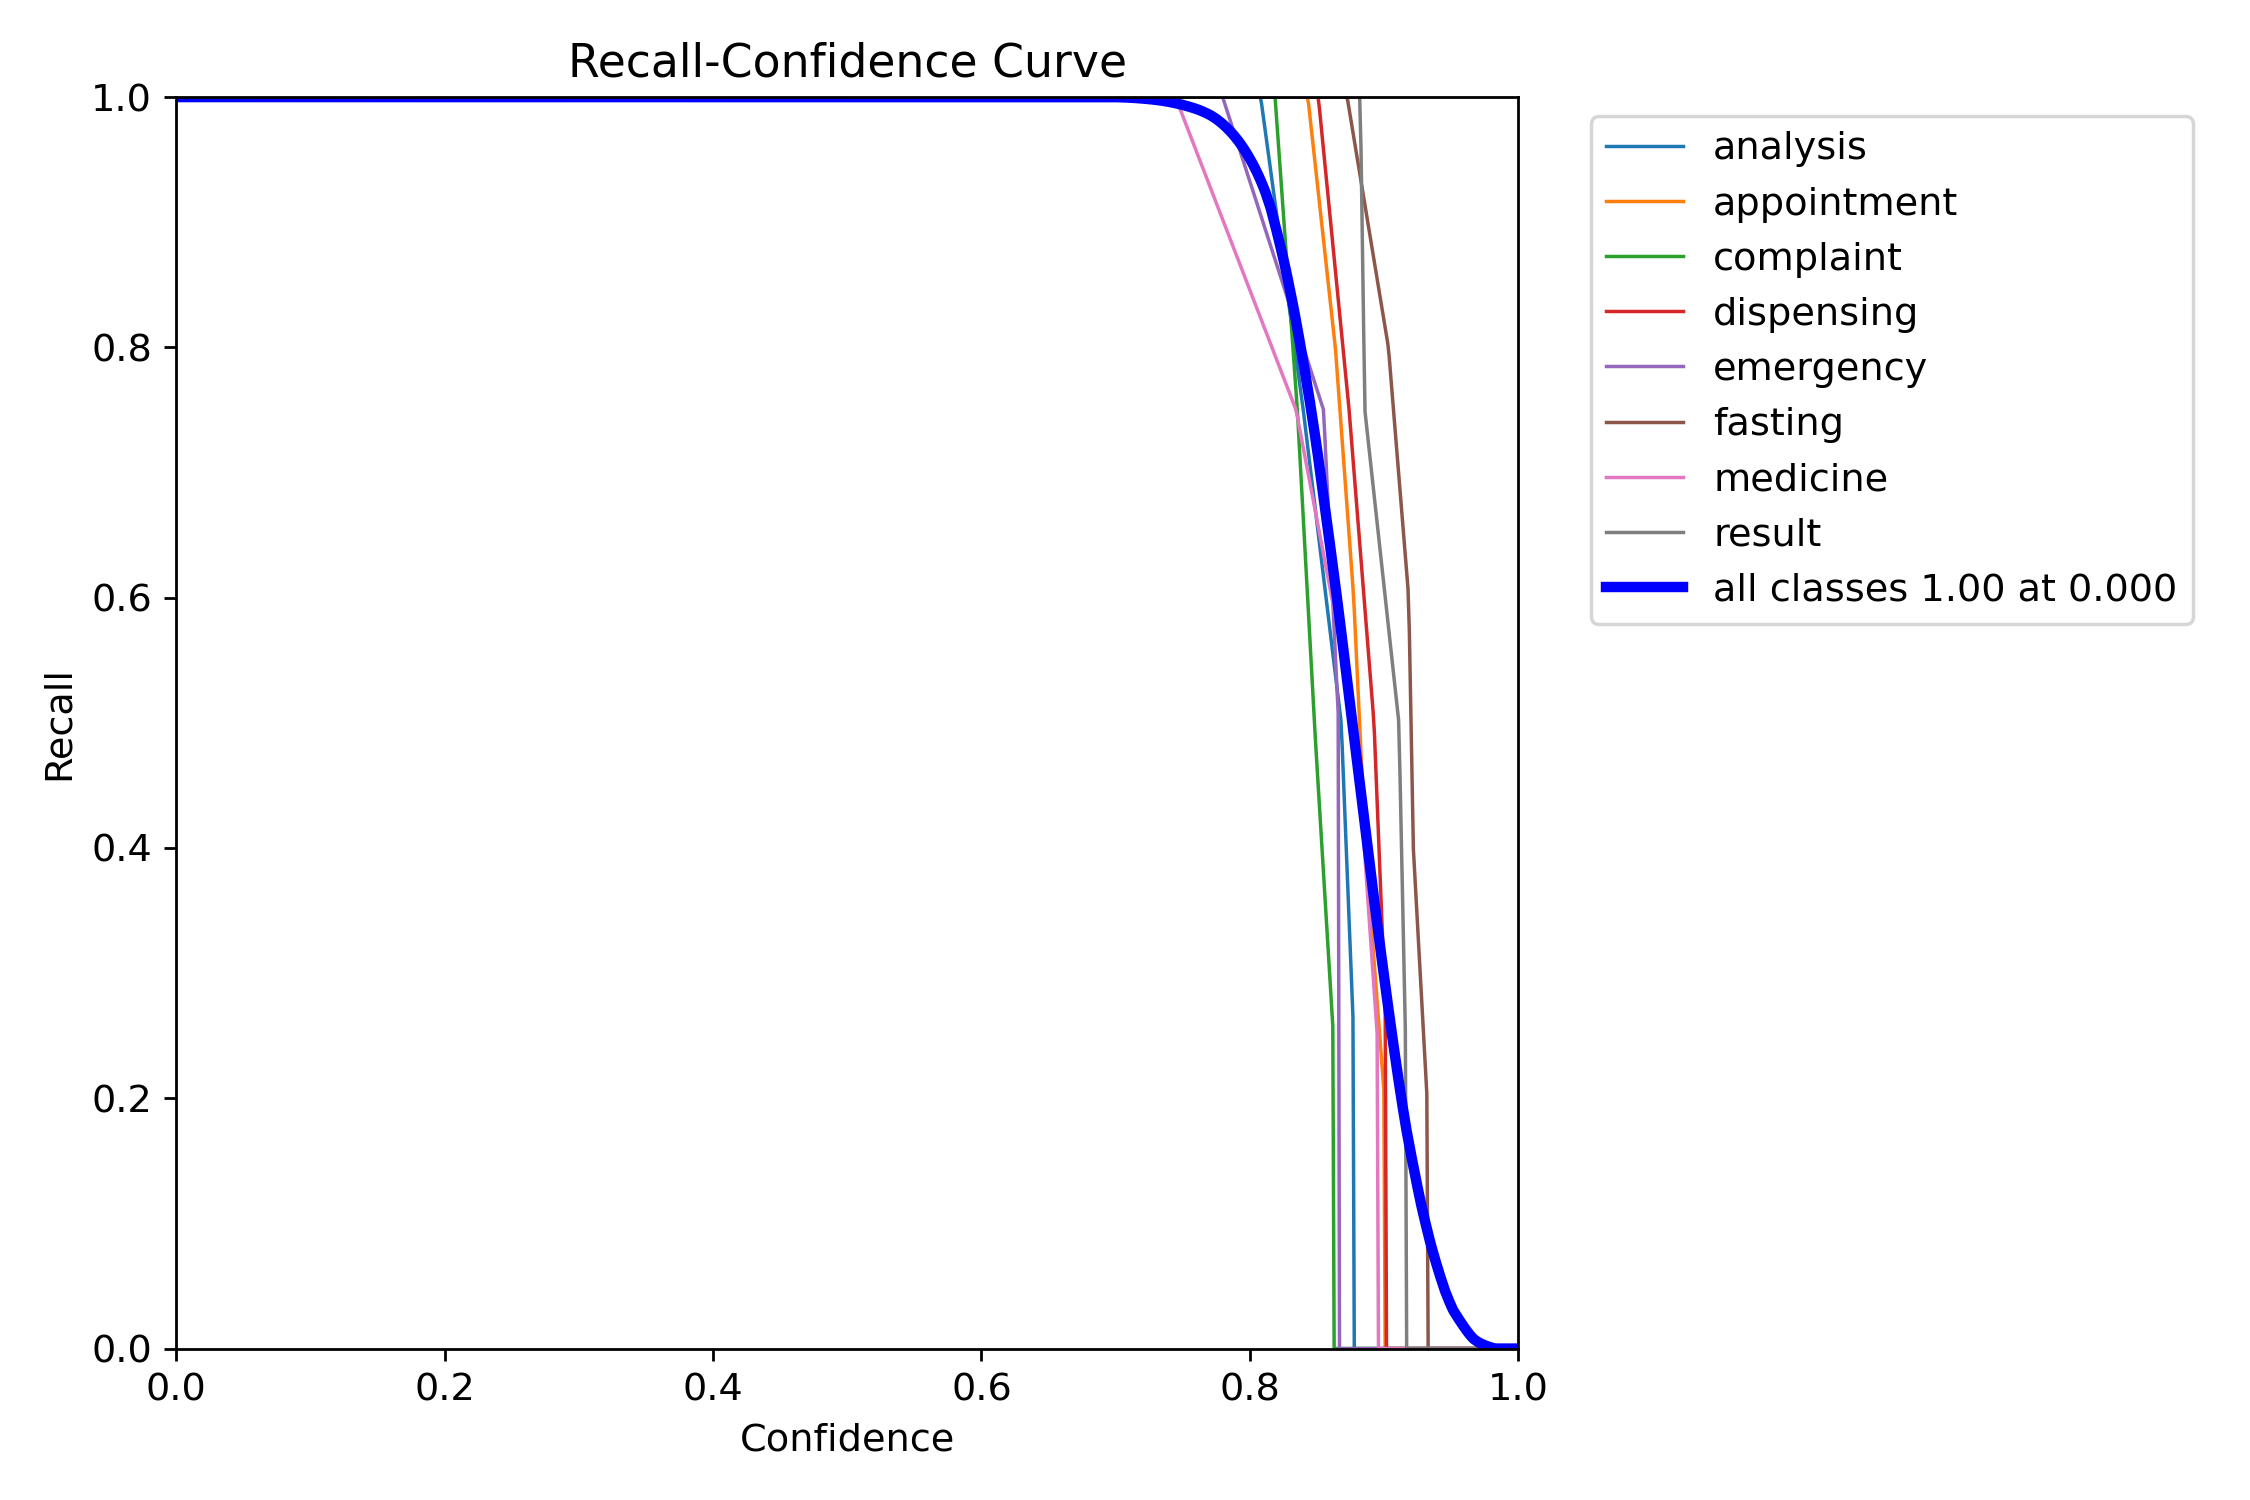 Recall-Confidence Curve
1.0
0.8
0.6
0.4
0.2
0.0
Recall
0.0 0.2 0.4 0.6 0.8 1.0
Confidence
analysis
appointment
complaint
dispensing
emergency
fasting
medicine
result
all classes 1.00 at 0.000